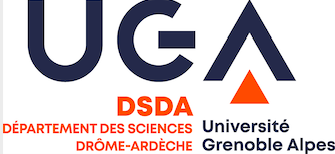 UGA
DSDA
DÉPARTEMENT DES SCIENCES
DRÔME-ARDÈCHE
Université
Grenoble Alpes